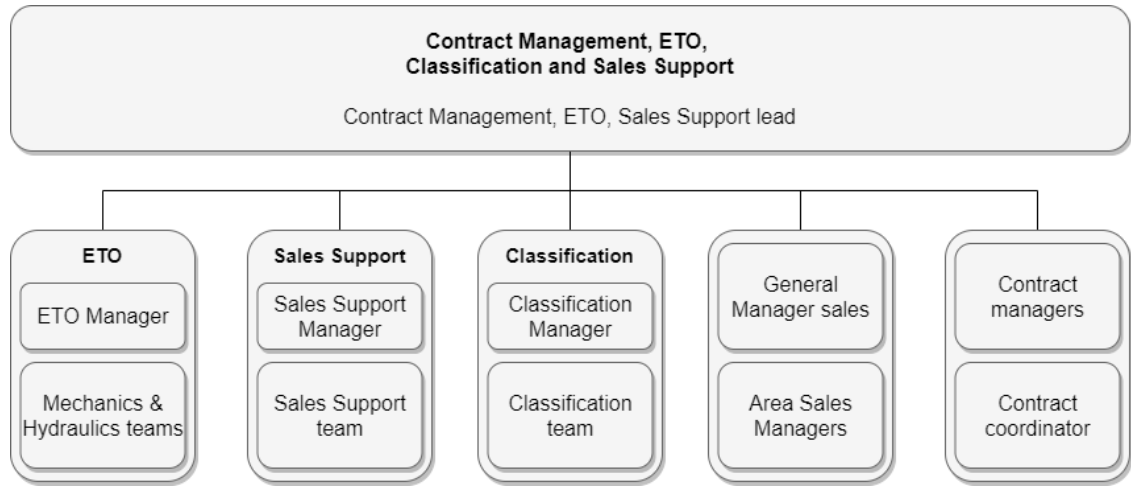 Contract Management, ETO,
Classification and Sales Support
Contract Management, ETO, Sales Support lead
ETO
ETO Manager
Mechanics &
Hydraulics teams
Sales Support
Sales Support
Manager
Sales Support
team
Classification
Classification
Manager
Classification
team
General
Manager sales
Area Sales
Managers
Contract
managers
Contract
coordinator